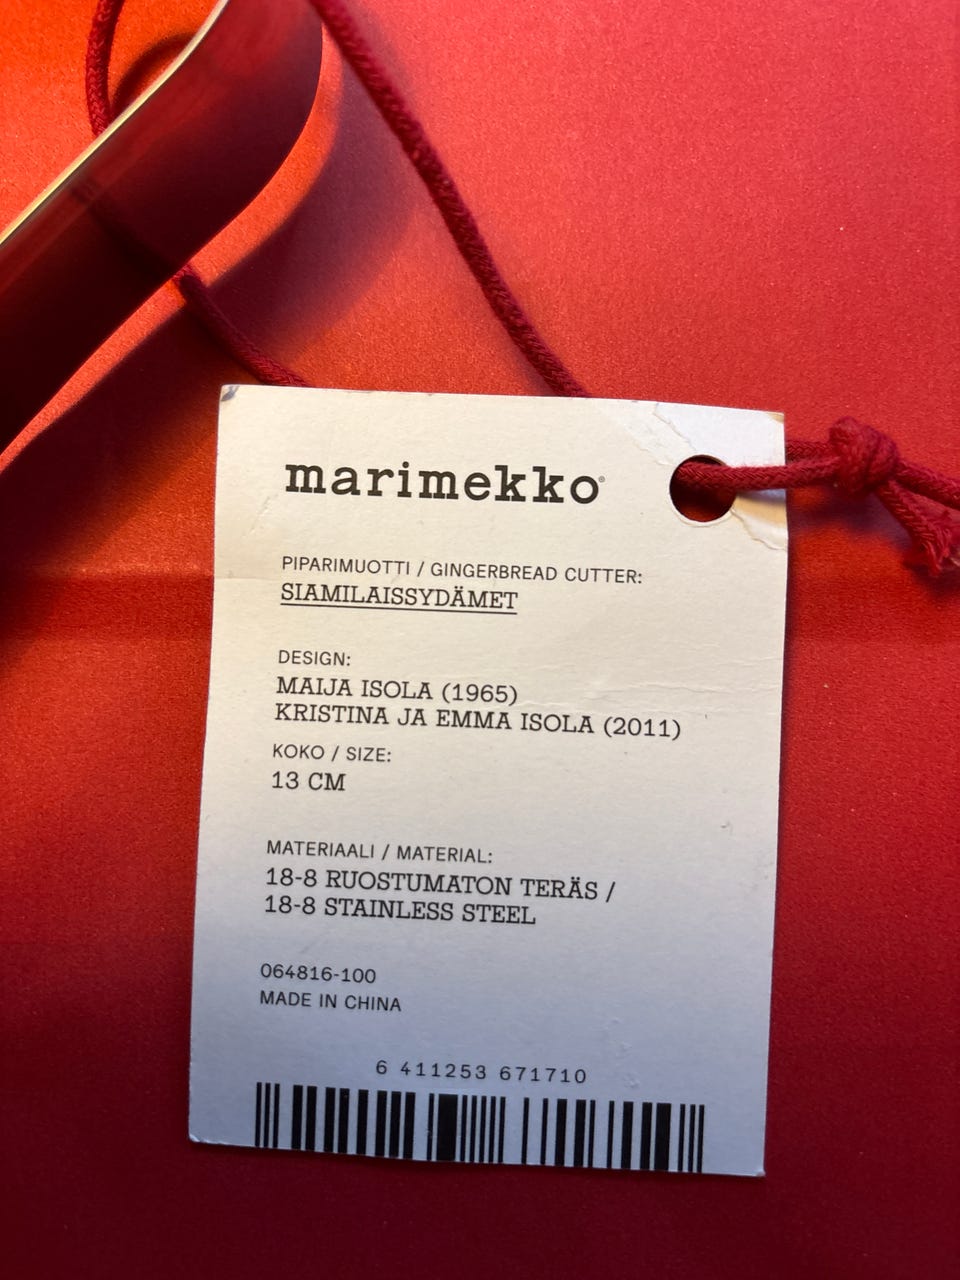 marimekko®
PIPARIMUOTTI / GINGERBREAD CUTTER:
SIAMILAISSYDÄMET
DESIGN:
MAIJA ISOLA (1965)
KRISTINA JA EMMA ISOLA (2011)
KOKO / SIZE:
13 CM
MATERIAALI / MATERIAL:
18-8 RUOSTUMATON TERÄS /
18-8 STAINLESS STEEL
064816-100
MADE IN CHINA
6 411253 671710